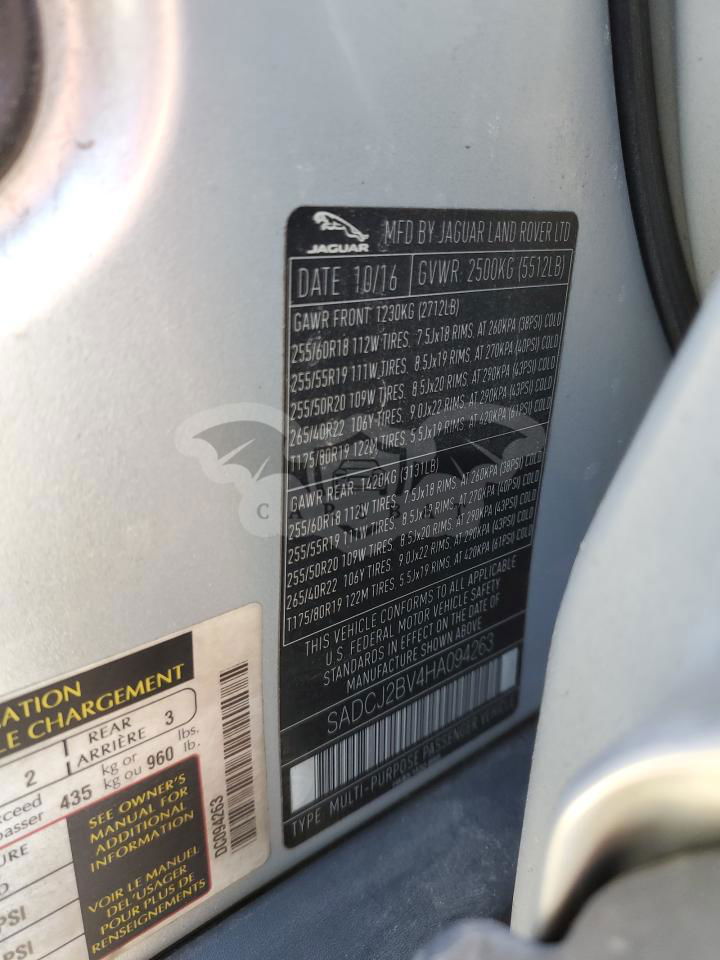 JAGUAR
MFD BY JAGUAR LAND ROVER LTD
DATE 10/16 GVWR: 2500KG (5512LB)
GAWR FRONT: 1230KG (2712LB)
255/60R18 112W TIRES. 7.5Jx18 RIMS. AT 260KPA (38PSI) COLD
255/55R19 111W TIRES. 8.5Jx19 RIMS. AT 270KPA (40PSI) COLD
255/50R20 109W TIRES. 8.5Jx20 RIMS. AT 290KPA (43PSI) COLD
265/40R22 106Y TIRES. 9.0Jx22 RIMS. AT 290KPA (43PSI) COLD
T175/80R19 122M TIRES. 5.5Jx19 RIMS. AT 420KPA (61PSI) COLD
GAWR REAR: 1420KG (3131LB)
255/60R18 112W TIRES. 7.5Jx18 RIMS. AT 260KPA (38PSI) COLD
255/55R19 111W TIRES. 8.5Jx19 RIMS. AT 270KPA (40PSI) COLD
255/50R20 109W TIRES. 8.5Jx20 RIMS. AT 290KPA (43PSI) COLD
265/40R22 106Y TIRES. 9.0Jx22 RIMS. AT 290KPA (43PSI) COLD
T175/80R19 122M TIRES. 5.5Jx19 RIMS. AT 420KPA (61PSI) COLD
THIS VEHICLE CONFORMS TO ALL APPLICABLE
U.S. FEDERAL MOTOR VEHICLE SAFETY
STANDARDS IN EFFECT ON THE DATE OF
MANUFACTURE SHOWN ABOVE
SADCJ2BV4HA094263
TYPE: MULTI-PURPOSE PASSENGER VEHICLE
CHARGEMENT
2 REAR ARRIÈRE 3
435 kg or kg ou 960 lbs. lb.
SEE OWNER'S
MANUAL FOR
ADDITIONAL
INFORMATION
VOIR LE MANUEL
DEL'USAGER
POUR PLUS DE
RENSEIGNEMENTS
PSI
PSI
DC094263